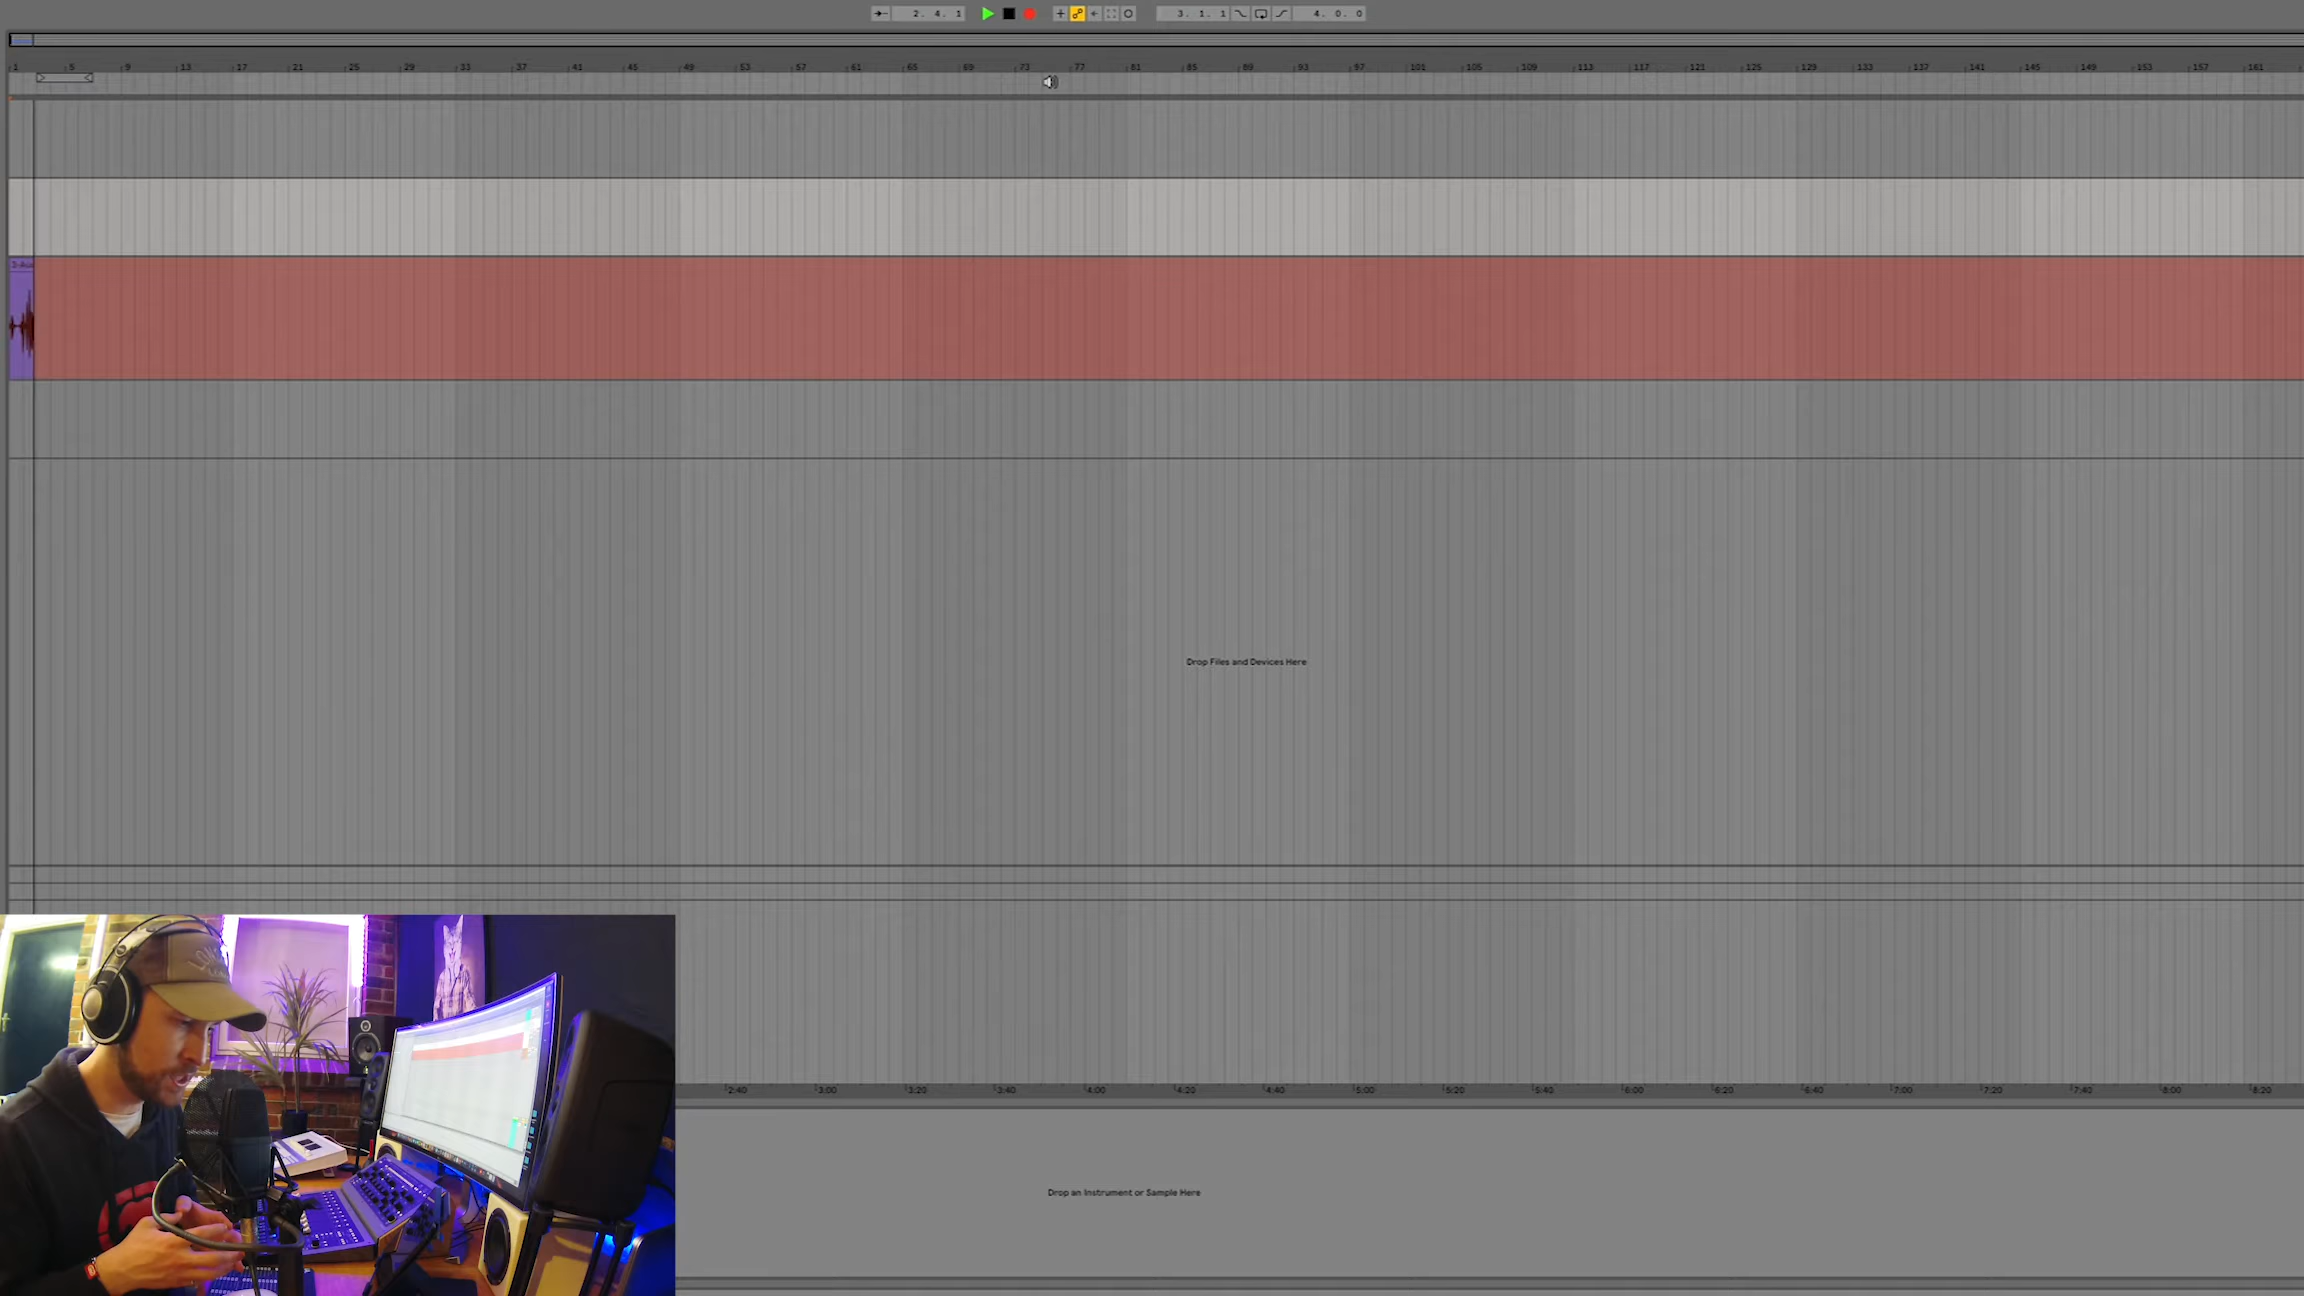 2. 4. 1
3. 1. 1
4. 0. 0
1 5 9 13 17 21 25 29 33 37 41 45 49 53 57 61 65 69 73 77 81 85 89 93 97 101 105 109 113 117 121 125 129 133 137 141 145 149 153 157 161
Drop Files and Devices Here
2:40 3:00 3:20 3:40 4:00 4:20 4:40 5:00 5:20 5:40 6:00 6:20 6:40 7:00 7:20 7:40 8:00 8:20
Drop an Instrument or Sample Here